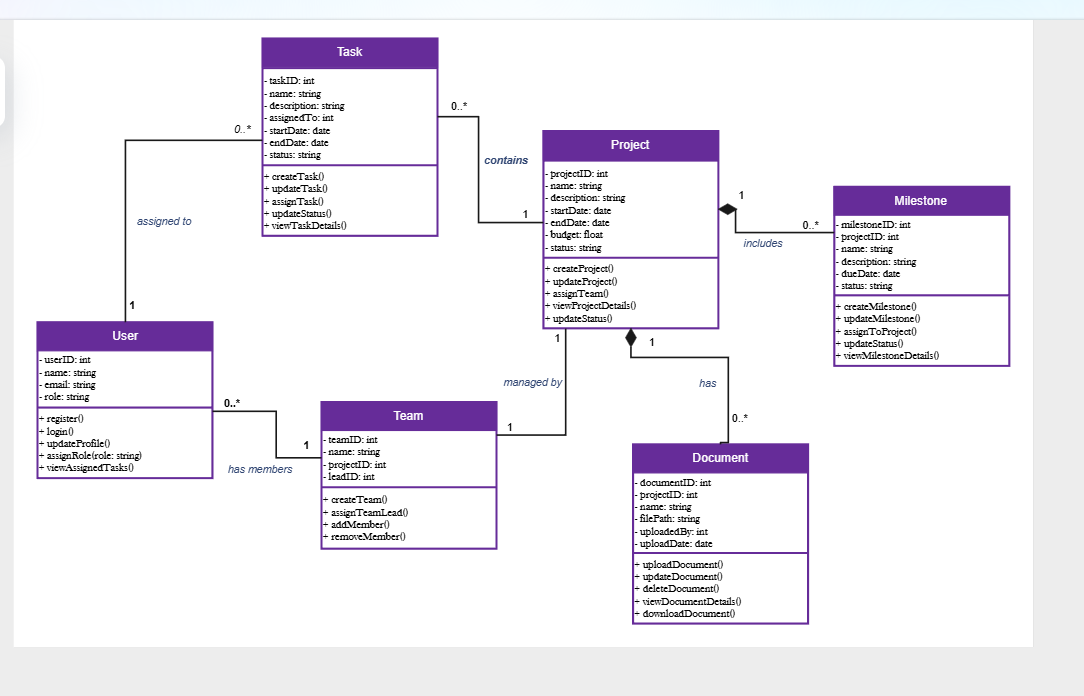 Task
- taskID: int
- name: string
- description: string
- assignedTo: int
- startDate: date
- endDate: date
- status: string
+ createTask()
+ updateTask()
+ assignTask()
+ updateStatus()
+ viewTaskDetails()
0..*
0..*
contains
1
assigned to
1
Project
- projectID: int
- name: string
- description: string
- startDate: date
- endDate: date
- budget: float
- status: string
+ createProject()
+ updateProject()
+ assignTeam()
+ viewProjectDetails()
+ updateStatus()
1
0..*
includes
Milestone
- milestoneID: int
- projectID: int
- name: string
- description: string
- dueDate: date
- status: string
+ createMilestone()
+ updateMilestone()
+ assignToProject()
+ updateStatus()
+ viewMilestoneDetails()
User
- userID: int
- name: string
- email: string
- role: string
+ register()
+ login()
+ updateProfile()
+ assignRole(role: string)
+ viewAssignedTasks()
0..*
1
has members
Team
- teamID: int
- name: string
- projectID: int
- leadID: int
+ createTeam()
+ assignTeamLead()
+ addMember()
+ removeMember()
1
managed by
1
1
has
0..*
Document
- documentID: int
- projectID: int
- name: string
- filePath: string
- uploadedBy: int
- uploadDate: date
+ uploadDocument()
+ updateDocument()
+ deleteDocument()
+ viewDocumentDetails()
+ downloadDocument()